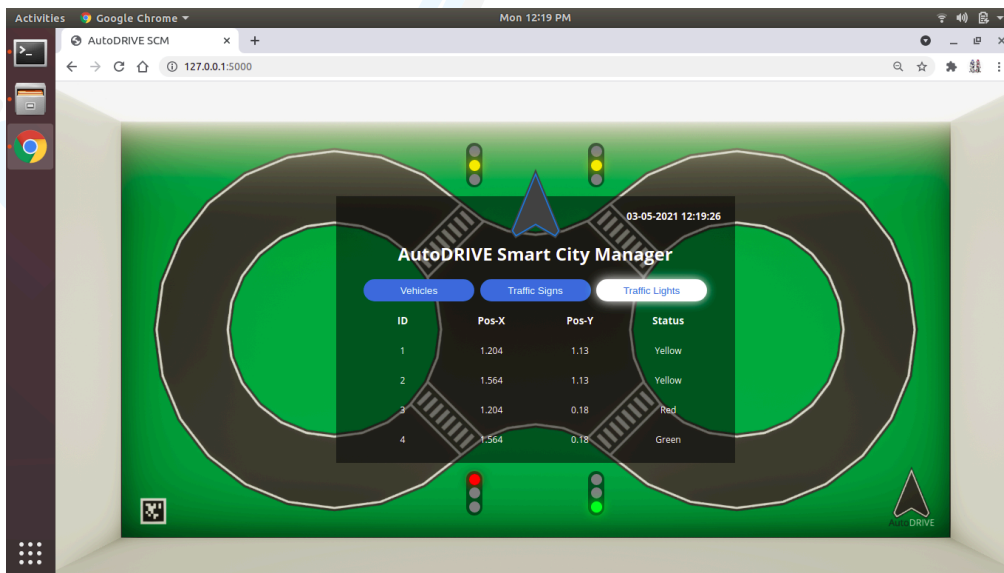 Activities Google Chrome Mon 12:19 PM
AutoDRIVE SCM
127.0.0.1:5000
03-05-2021 12:19:26
AutoDRIVE Smart City Manager
Vehicles Traffic Signs Traffic Lights
ID Pos-X Pos-Y Status
1 1.204 1.13 Yellow
2 1.564 1.13 Yellow
3 1.204 0.18 Red
4 1.564 0.18 Green
AutoDRIVE